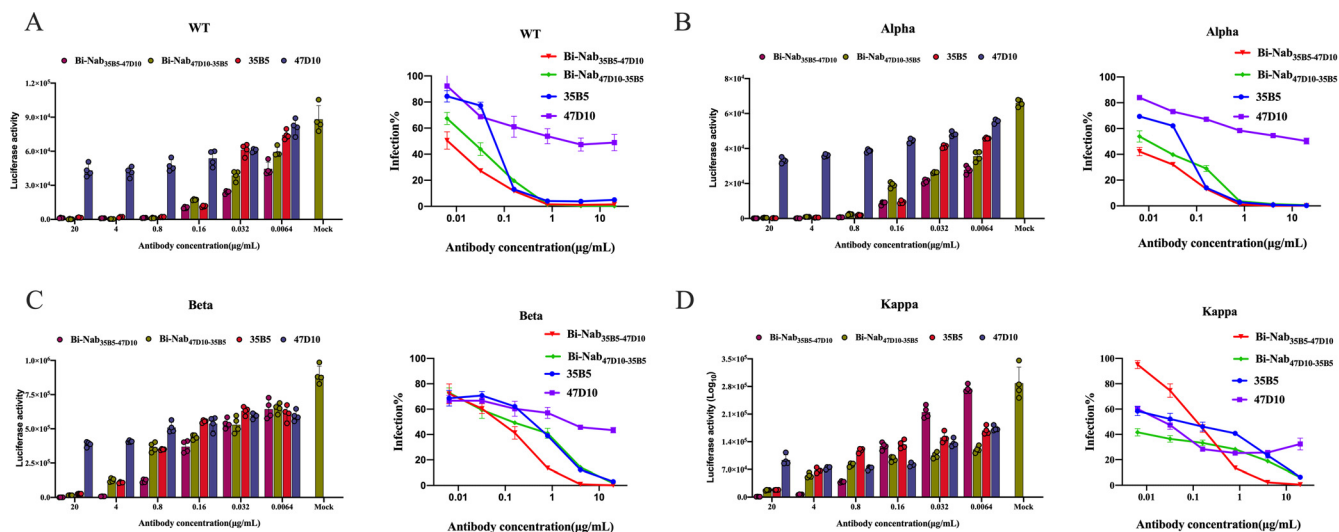 A
WT
Bi-Nab35B5-47D10 Bi-Nab47D10-35B5 35B5 47D10
Luciferase activity
1.2×10⁵
9.0×10⁴
6.0×10⁴
3.0×10⁴
0.0
20 4 0.8 0.16 0.032 0.0064 Mock
Antibody concentration(μg/mL)
WT
Bi-Nab35B5-47D10
Bi-Nab47D10-35B5
35B5
47D10
Infection%
100
80
60
40
20
0
0.01 0.1 1 10
Antibody concentration(μg/mL)
B
Alpha
Bi-Nab35B5-47D10 Bi-Nab47D10-35B5 35B5 47D10
Luciferase activity
8×10⁴
6×10⁴
4×10⁴
2×10⁴
0
20 4 0.8 0.16 0.032 0.0064 Mock
Antibody concentration(μg/mL)
Alpha
Bi-Nab35B5-47D10
Bi-Nab47D10-35B5
35B5
47D10
Infection%
100
80
60
40
20
0
0.01 0.1 1 10
Antibody concentration(μg/mL)
C
Beta
Bi-Nab35B5-47D10 Bi-Nab47D10-35B5 35B5 47D10
Luciferase activity
7.5×10⁵
5.0×10⁵
2.5×10⁵
0.0
20 4 0.8 0.16 0.032 0.0064 Mock
Antibody concentration(μg/mL)
Beta
Bi-Nab35B5-47D10
Bi-Nab47D10-35B5
35B5
47D10
Infection%
100
80
60
40
20
0
0.01 0.1 1 10
Antibody concentration(μg/mL)
D
Kappa
Bi-Nab35B5-47D10 Bi-Nab47D10-35B5 35B5 47D10
Luciferase activity (Log10)
3.5×10⁵
2.8×10⁵
2.1×10⁵
1.4×10⁵
7.0×10⁴
0.0
20 4 0.8 0.16 0.032 0.0064 Mock
Antibody concentration(μg/mL)
Kappa
Bi-Nab35B5-47D10
Bi-Nab47D10-35B5
35B5
47D10
Infection%
100
80
60
40
20
0
0.01 0.1 1 10
Antibody concentration(μg/mL)